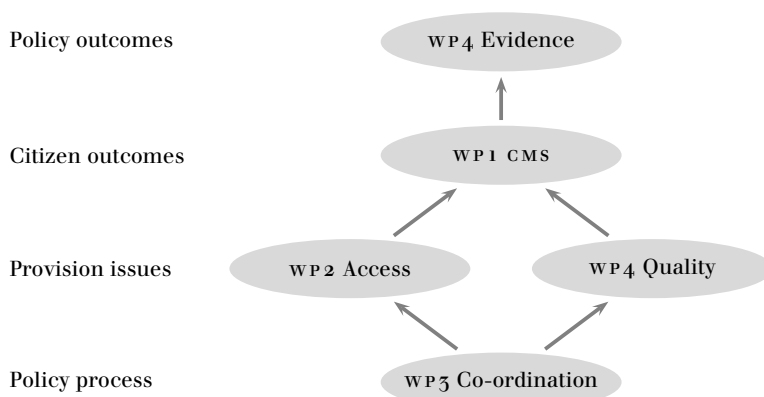 Policy outcomes WP4 Evidence
Citizen outcomes WP1 CMS
Provision issues WP2 Access WP4 Quality
Policy process WP3 Co-ordination